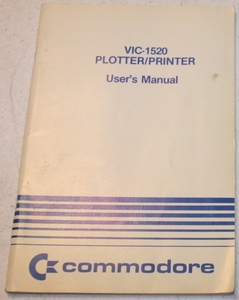 VIC-1520
PLOTTER/PRINTER
User's Manual
commodore